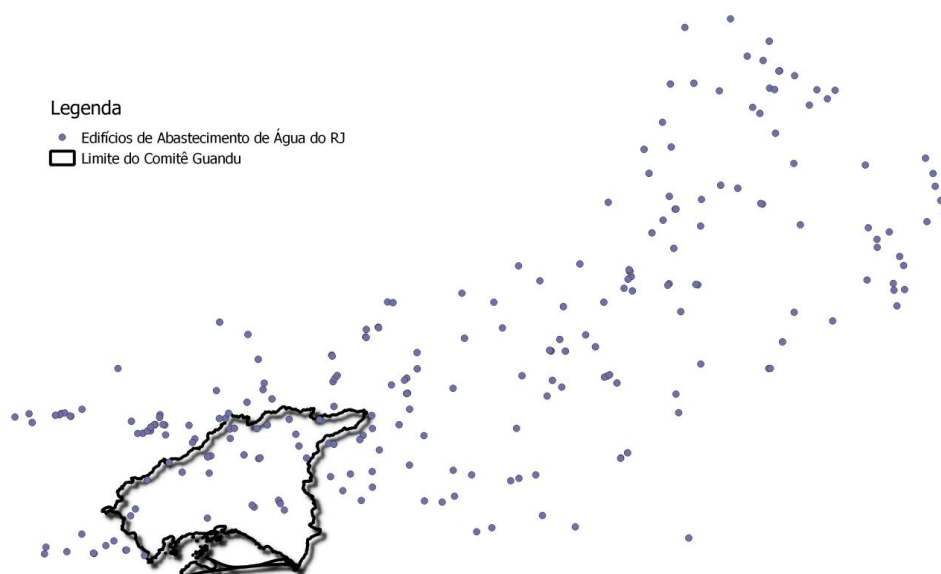 Legenda
Edifícios de Abastecimento de Água do RJ
Limite do Comitê Guandu